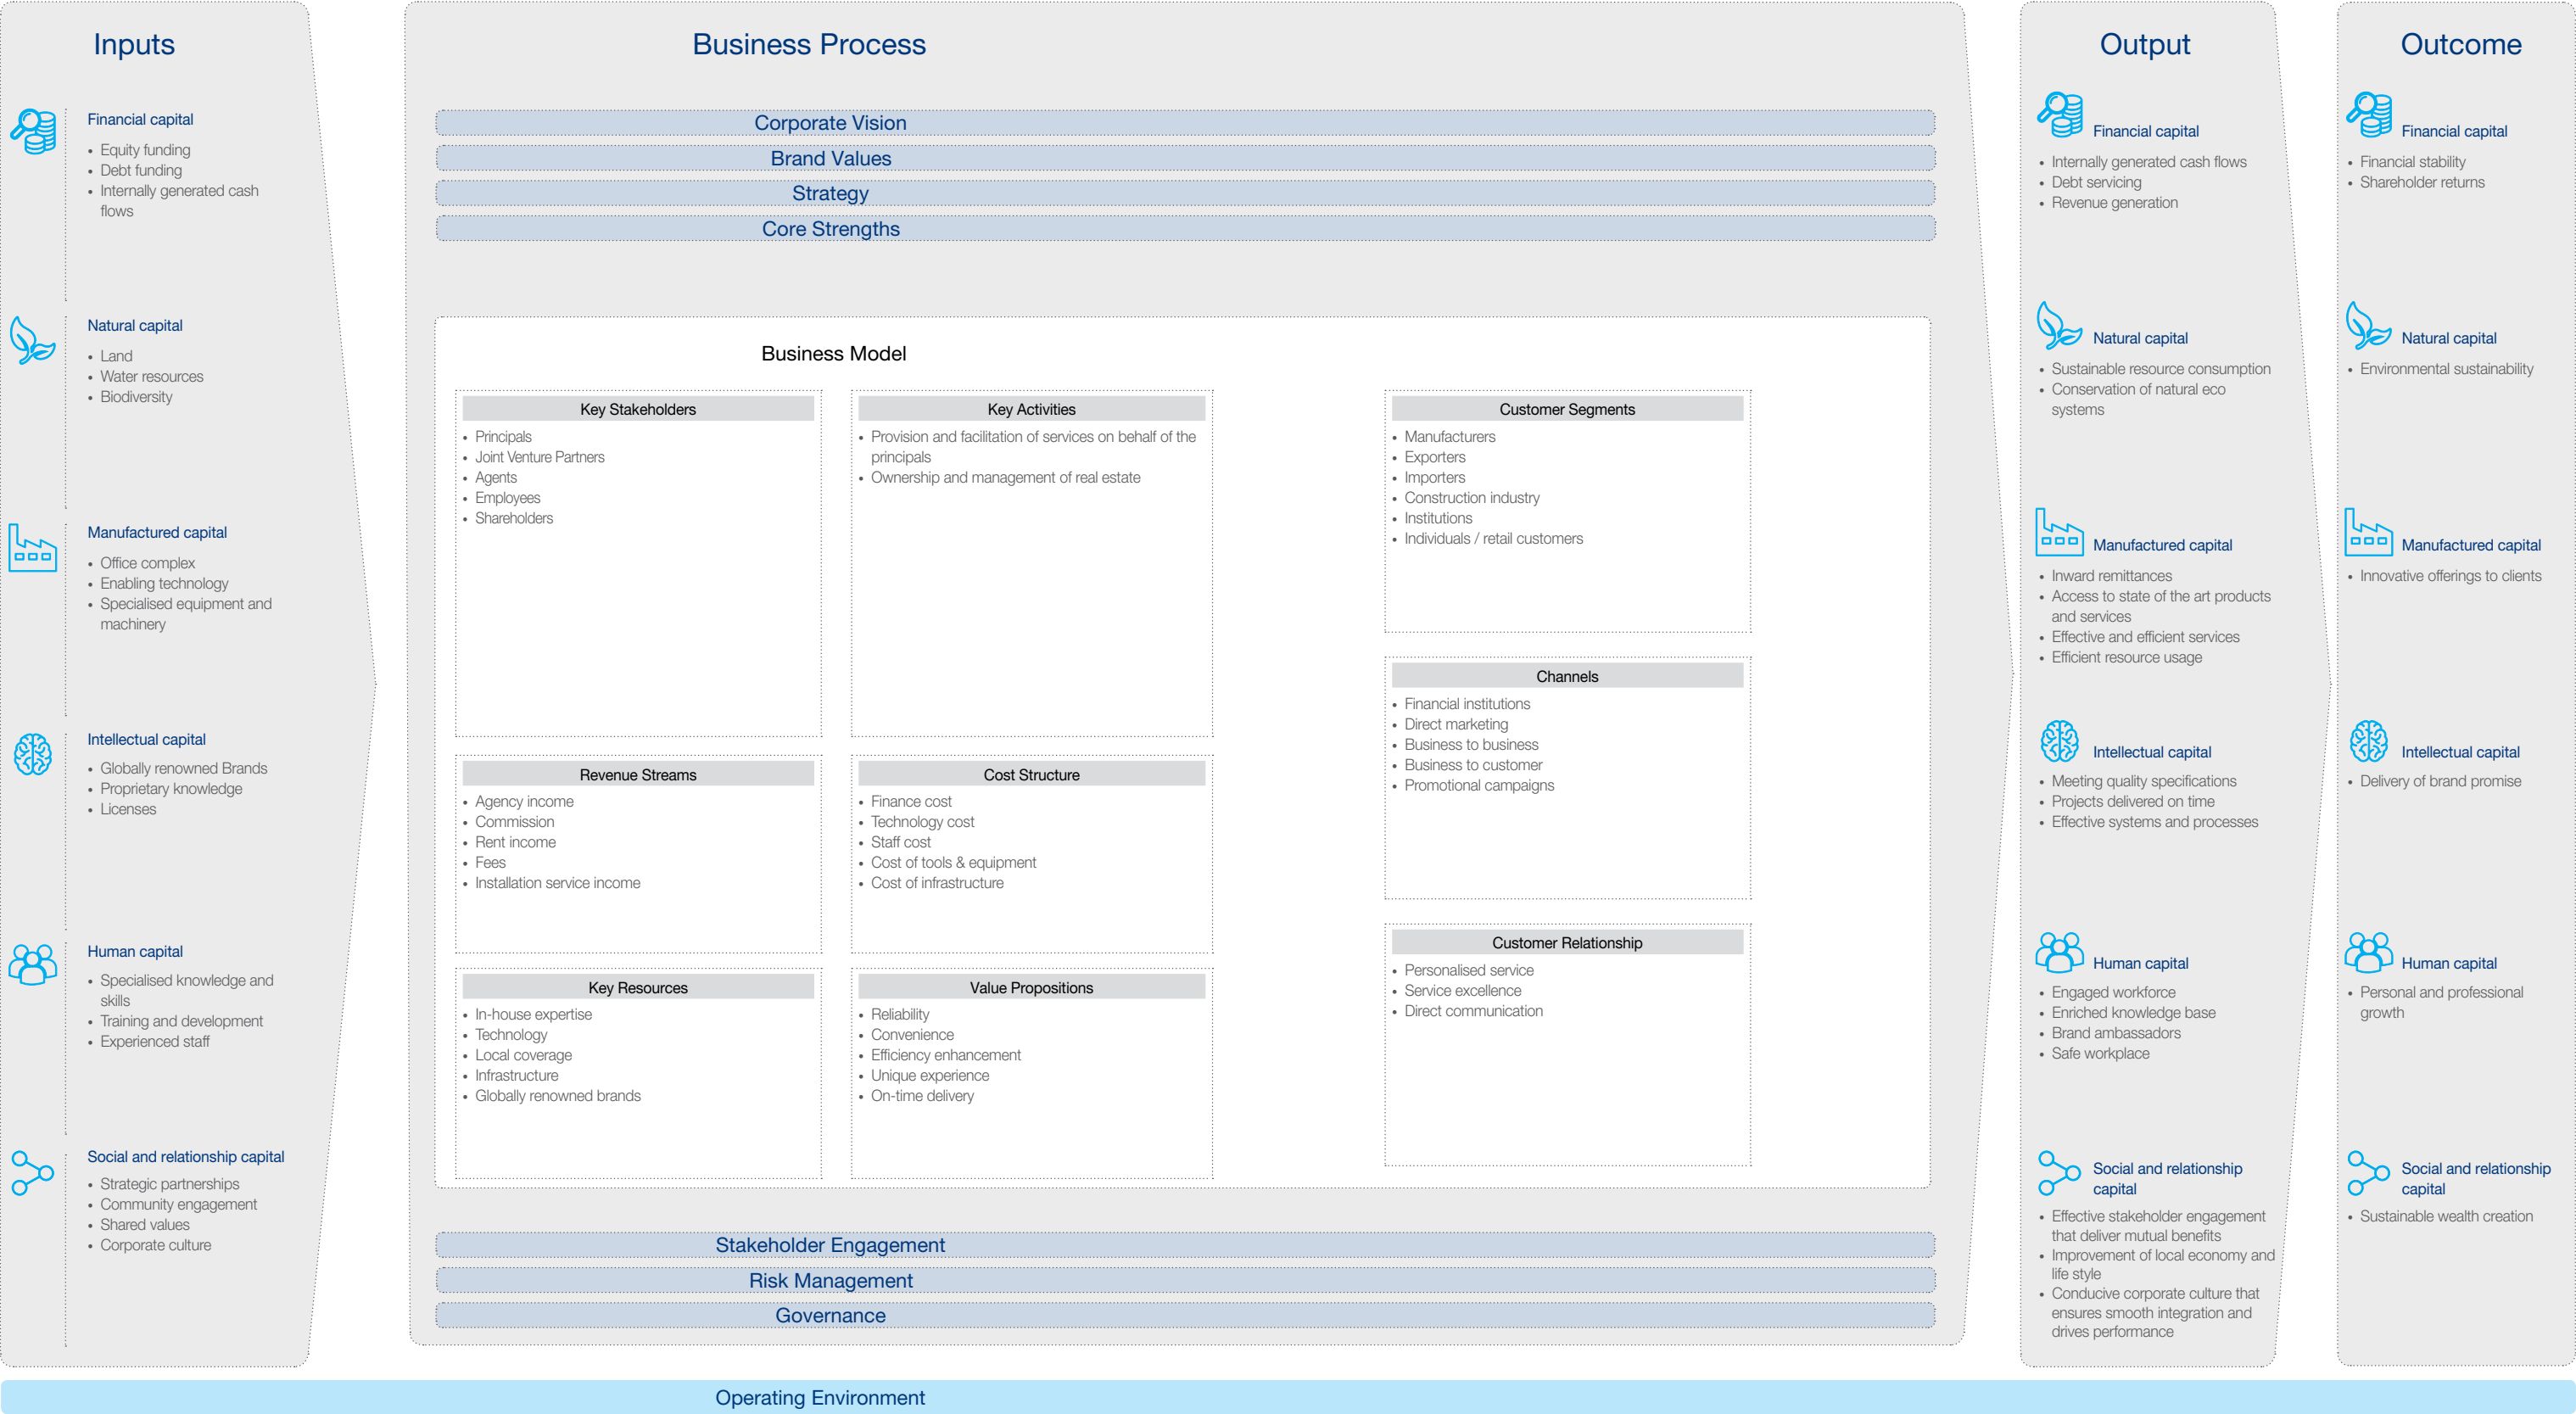 Inputs
Financial capital
• Equity funding
• Debt funding
• Internally generated cash
flows
Natural capital
• Land
• Water resources
• Biodiversity
Manufactured capital
• Office complex
• Enabling technology
• Specialised equipment and
machinery
Intellectual capital
• Globally renowned Brands
• Proprietary knowledge
• Licenses
Human capital
• Specialised knowledge and
skills
• Training and development
• Experienced staff
Social and relationship capital
• Strategic partnerships
• Community engagement
• Shared values
• Corporate culture
Business Process
Corporate Vision
Brand Values
Strategy
Core Strengths
Business Model
Key Stakeholders
• Principals
• Joint Venture Partners
• Agents
• Employees
• Shareholders
Key Activities
• Provision and facilitation of services on behalf of the
principals
• Ownership and management of real estate
Revenue Streams
• Agency income
• Commission
• Rent income
• Fees
• Installation service income
Cost Structure
• Finance cost
• Technology cost
• Staff cost
• Cost of tools & equipment
• Cost of infrastructure
Key Resources
• In-house expertise
• Technology
• Local coverage
• Infrastructure
• Globally renowned brands
Value Propositions
• Reliability
• Convenience
• Efficiency enhancement
• Unique experience
• On-time delivery
Customer Segments
• Manufacturers
• Exporters
• Importers
• Construction industry
• Institutions
• Individuals / retail customers
Channels
• Financial institutions
• Direct marketing
• Business to business
• Business to customer
• Promotional campaigns
Customer Relationship
• Personalised service
• Service excellence
• Direct communication
Stakeholder Engagement
Risk Management
Governance
Output
Financial capital
• Internally generated cash flows
• Debt servicing
• Revenue generation
Natural capital
• Sustainable resource consumption
• Conservation of natural eco
systems
Manufactured capital
• Inward remittances
• Access to state of the art products
and services
• Effective and efficient services
• Efficient resource usage
Intellectual capital
• Meeting quality specifications
• Projects delivered on time
• Effective systems and processes
Human capital
• Engaged workforce
• Enriched knowledge base
• Brand ambassadors
• Safe workplace
Social and relationship
capital
• Effective stakeholder engagement
that deliver mutual benefits
• Improvement of local economy and
life style
• Conducive corporate culture that
ensures smooth integration and
drives performance
Outcome
Financial capital
• Financial stability
• Shareholder returns
Natural capital
• Environmental sustainability
Manufactured capital
• Innovative offerings to clients
Intellectual capital
• Delivery of brand promise
Human capital
• Personal and professional
growth
Social and relationship
capital
• Sustainable wealth creation
Operating Environment